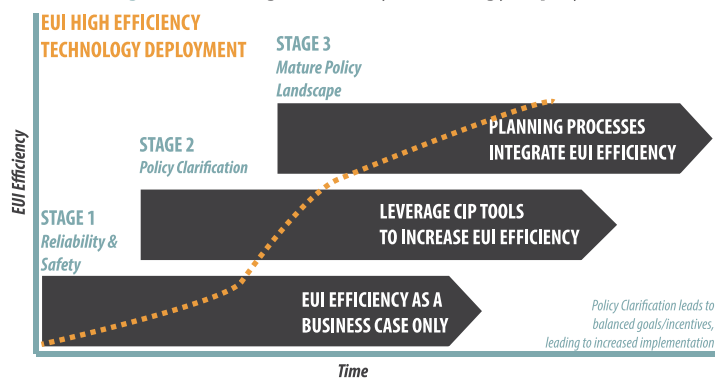 EUI HIGH EFFICIENCY
TECHNOLOGY DEPLOYMENT
STAGE 3
Mature Policy
Landscape
PLANNING PROCESSES
INTEGRATE EUI EFFICIENCY
STAGE 2
Policy Clarification
LEVERAGE CIP TOOLS
TO INCREASE EUI EFFICIENCY
STAGE 1
Reliability &
Safety
EUI EFFICIENCY AS A
BUSINESS CASE ONLY
Policy Clarification leads to
balanced goals/incentives,
leading to increased implementation
EUI Efficiency
Time